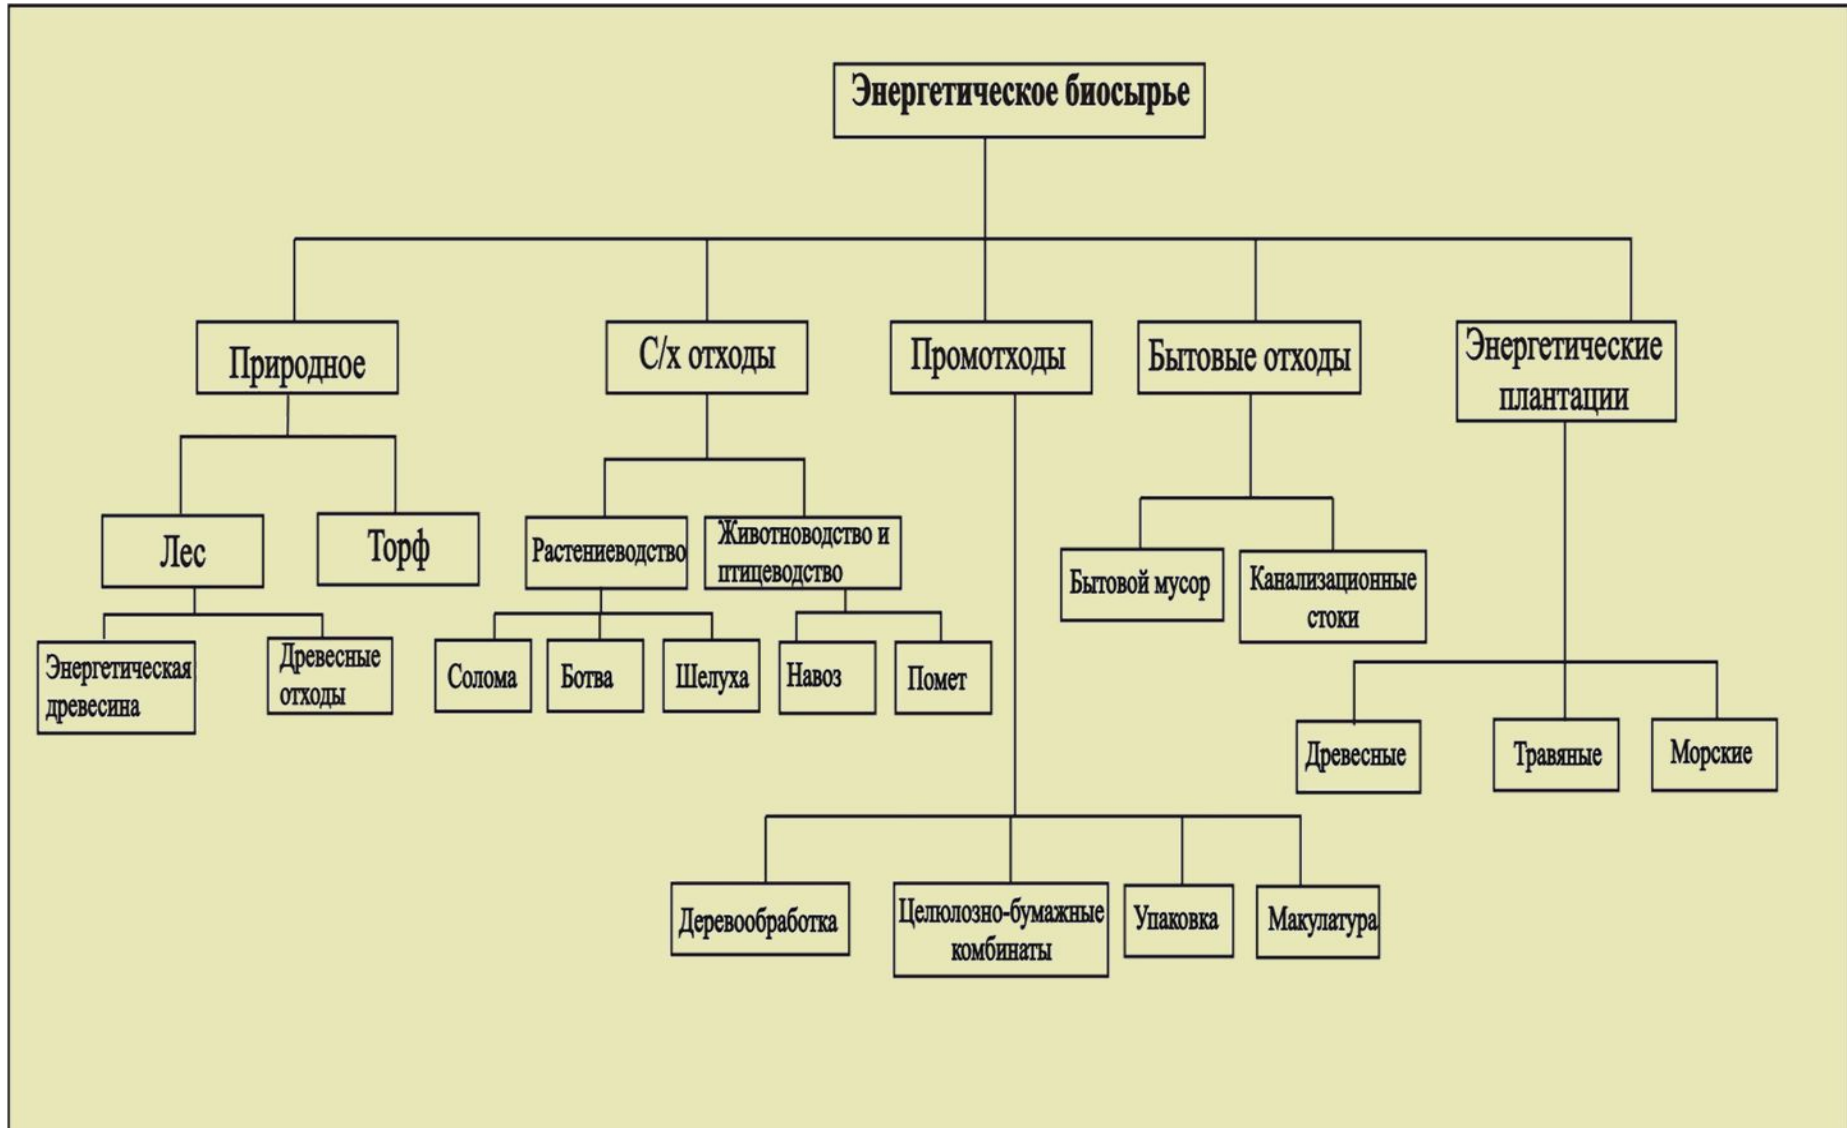 Энергетическое биосырье
Природное
С/х отходы
Промотходы
Бытовые отходы
Энергетические
плантации
Лес
Торф
Растениеводство
Животноводство и
птицеводство
Бытовой мусор
Канализационные
стоки
Энергетическая
древесина
Древесные
отходы
Солома
Ботва
Шелуха
Навоз
Помет
Древесные
Травяные
Морские
Деревообработка
Целюлозно-бумажные
комбинаты
Упаковка
Макулатура